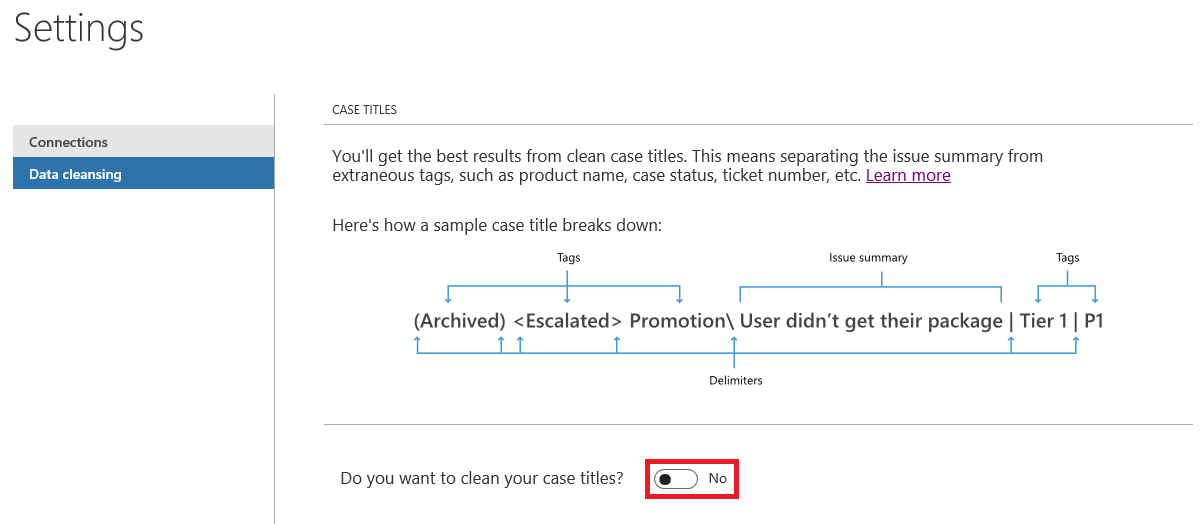 Settings
Connections
Data cleansing
CASE TITLES
You'll get the best results from clean case titles. This means separating the issue summary from
extraneous tags, such as product name, case status, ticket number, etc. Learn more
Here's how a sample case title breaks down:
Tags
Issue summary
Tags
(Archived) <Escalated> Promotion\ User didn’t get their package | Tier 1 | P1
Delimiters
Do you want to clean your case titles?
No